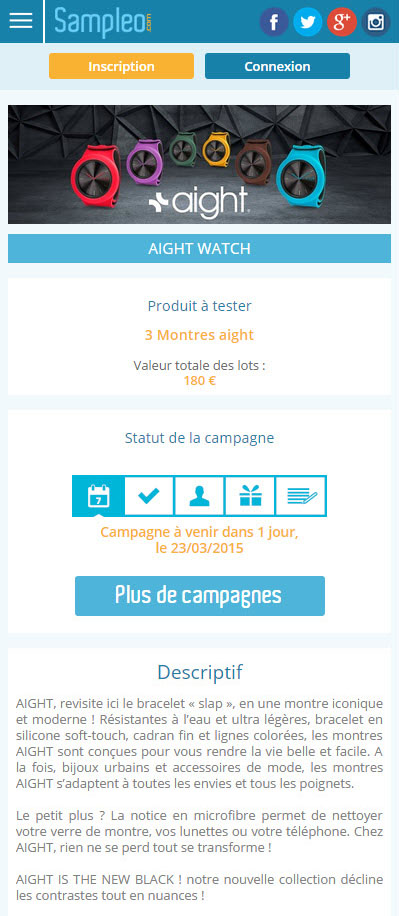 Sampleo.com
Inscription
Connexion
aight
AIGHT WATCH
Produit à tester
3 Montres aight
Valeur totale des lots :
180 €
Statut de la campagne
7
Campagne à venir dans 1 jour,
le 23/03/2015
Plus de campagnes
Descriptif
AIGHT, revisite ici le bracelet « slap », en une montre iconique
et moderne ! Résistantes à l’eau et ultra légères, bracelet en
silicone soft-touch, cadran fin et lignes colorées, les montres
AIGHT sont conçues pour vous rendre la vie belle et facile. A
la fois, bijoux urbains et accessoires de mode, les montres
AIGHT s’adaptent à toutes les envies et tous les poignets.
Le petit plus ? La notice en microfibre permet de nettoyer
votre verre de montre, vos lunettes ou votre téléphone. Chez
AIGHT, rien ne se perd tout se transforme !
AIGHT IS THE NEW BLACK ! notre nouvelle collection décline
les contrastes tout en nuances !